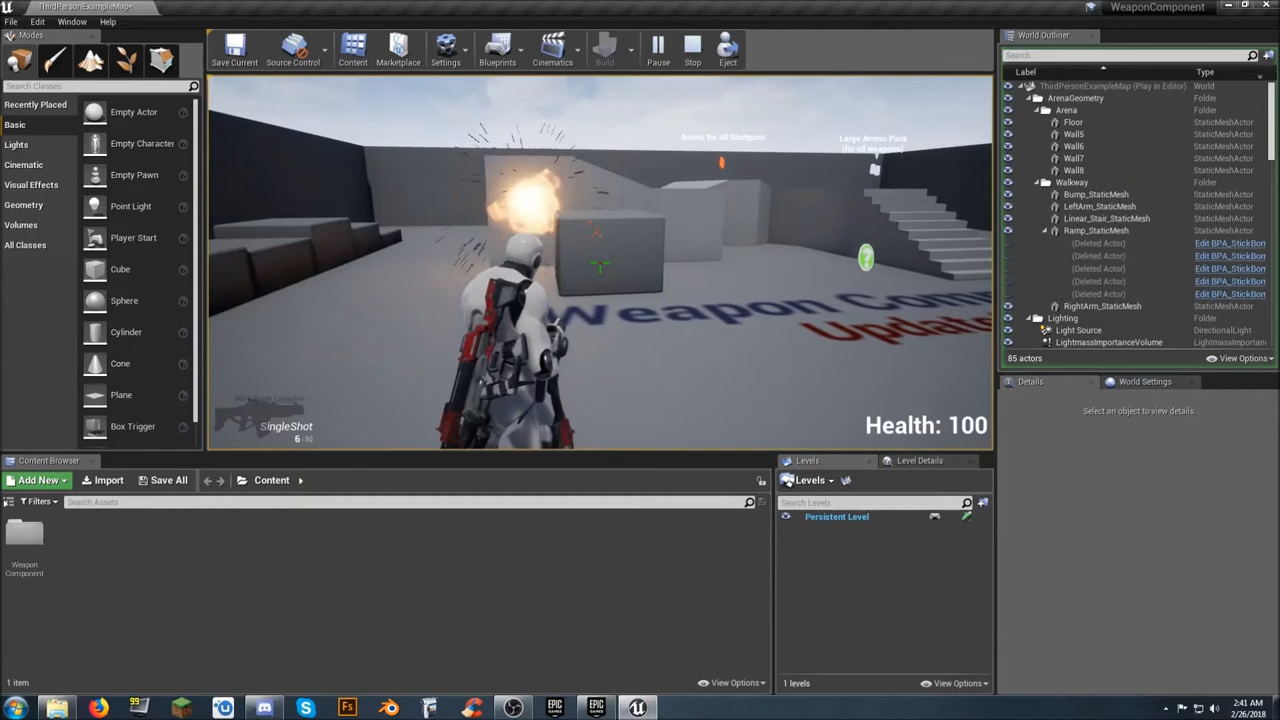 ThirdPersonExampleMap*
WeaponComponent
File Edit Window Help
Modes
Search Classes
Recently Placed
Basic
Lights
Cinematic
Visual Effects
Geometry
Volumes
All Classes
Empty Actor
Empty Character
Empty Pawn
Point Light
Player Start
Cube
Sphere
Cylinder
Cone
Plane
Box Trigger
Save Current
Source Control
Content
Marketplace
Settings
Blueprints
Cinematics
Build
Pause
Stop
Eject
Ammo for all Shotguns
Large Ammo Pack
(for all weapons)
?
Weapon Com
Updat
SingleShot
6/50
Health: 100
World Outliner
Search...
Label Type
ThirdPersonExampleMap (Play In Editor) World
ArenaGeometry Folder
Arena Folder
Floor StaticMeshActor
Wall5 StaticMeshActor
Wall6 StaticMeshActor
Wall7 StaticMeshActor
Wall8 StaticMeshActor
Walkway Folder
Bump_StaticMesh StaticMeshActor
LeftArm_StaticMesh StaticMeshActor
Linear_Stair_StaticMesh StaticMeshActor
Ramp_StaticMesh StaticMeshActor
(Deleted Actor) Edit BPA_StickBom
(Deleted Actor) Edit BPA_StickBom
(Deleted Actor) Edit BPA_StickBom
(Deleted Actor) Edit BPA_StickBom
(Deleted Actor) Edit BPA_StickBom
RightArm_StaticMesh StaticMeshActor
Lighting Folder
Light Source DirectionalLight
LightmassImportanceVolume LightmassImportan
85 actors
View Options
Details
World Settings
Select an object to view details.
Content Browser
Add New
Import
Save All
Content
Filters
Search Assets
Weapon
Component
1 item
View Options
Levels
Level Details
Levels
Search Levels
Persistent Level
1 levels
View Options
99
Fs
EPIC
GAMES
EPIC
GAMES
2:41 AM
2/26/2018